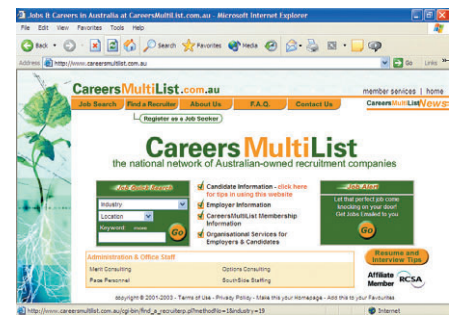 Jobs & Careers in Australia at CareersMultiList.com.au - Microsoft Internet Explorer
File Edit View Favorites Tools Help
Back Search Favorites Media
Address http://www.careersmultilist.com.au Go Links »
CareersMultiList.com.au member services | home
Job Search Find a Recruiter About Us F.A.Q. Contact Us CareersMultiListNews
(Register as a Job Seeker)
Careers MultiList
the national network of Australian-owned recruitment companies
Job Quick Search
Industry
Location
Keyword
Go
Candidate Information - click here for tips in using this website
Employer Information
CareersMultiList Membership Information
Organisational Services for Employers & Candidates
Job Alert
Let that perfect job come
knocking on your door!
Get Jobs Emailed to you
Go
Administration & Office Staff
Merit Consulting Options Consulting
Pace Personnel SouthSide Staffing
Resume and
Interview Tips
Affiliate
Member RCSA
copyright © 2001-2003 - Terms of Use - Privacy Policy - Make this your Homepage - Add this to your Favourites
http://www.careersmultilist.com.au/cgi-bin/find_a_recruiterp.pl?methodNo=1&industry=19 Internet